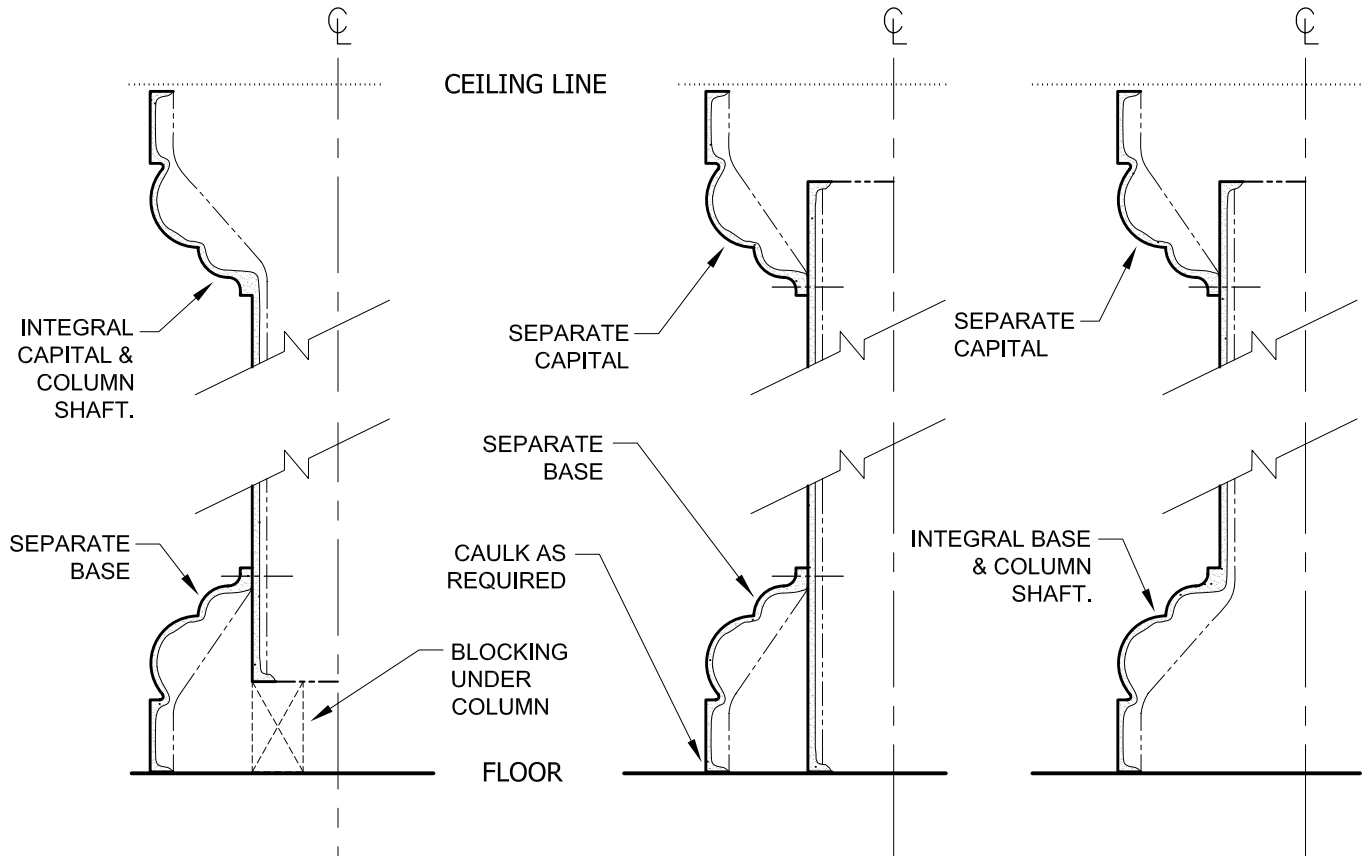 ℄
℄
℄
CEILING LINE
INTEGRAL
CAPITAL &
COLUMN
SHAFT.
SEPARATE
CAPITAL
SEPARATE
CAPITAL
SEPARATE
BASE
SEPARATE
BASE
CAULK AS
REQUIRED
INTEGRAL BASE
& COLUMN
SHAFT.
BLOCKING
UNDER
COLUMN
FLOOR